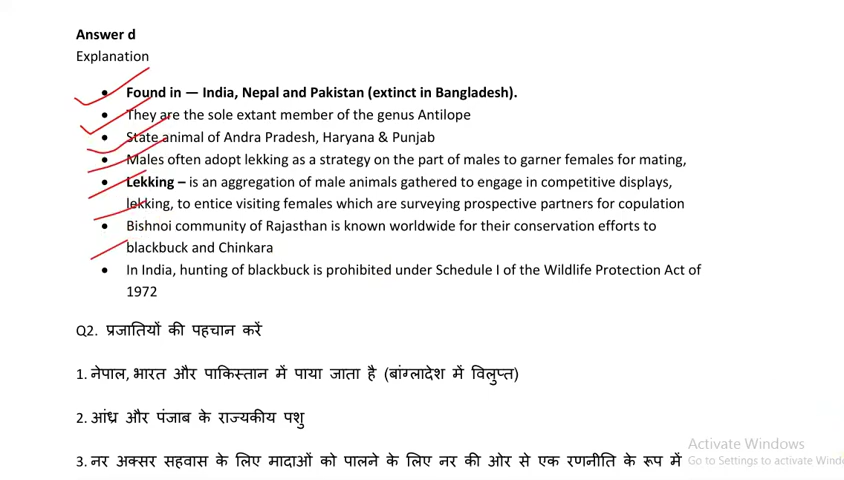 Answer d
Explanation
• Found in — India, Nepal and Pakistan (extinct in Bangladesh).
• They are the sole extant member of the genus Antilope
• State animal of Andra Pradesh, Haryana & Punjab
• Males often adopt lekking as a strategy on the part of males to garner females for mating,
• Lekking – is an aggregation of male animals gathered to engage in competitive displays,
lekking, to entice visiting females which are surveying prospective partners for copulation
• Bishnoi community of Rajasthan is known worldwide for their conservation efforts to
blackbuck and Chinkara
• In India, hunting of blackbuck is prohibited under Schedule I of the Wildlife Protection Act of
1972
Q2. प्रजातियों की पहचान करें
1. नेपाल, भारत और पाकिस्तान में पाया जाता है (बांग्लादेश में विलुप्त)
2. आंध्र और पंजाब के राज्यकीय पशु
3. नर अक्सर सहवास के लिए मादाओं को पालने के लिए नर की ओर से एक रणनीति के रूप में
Activate Windows
Go to Settings to activate Windo